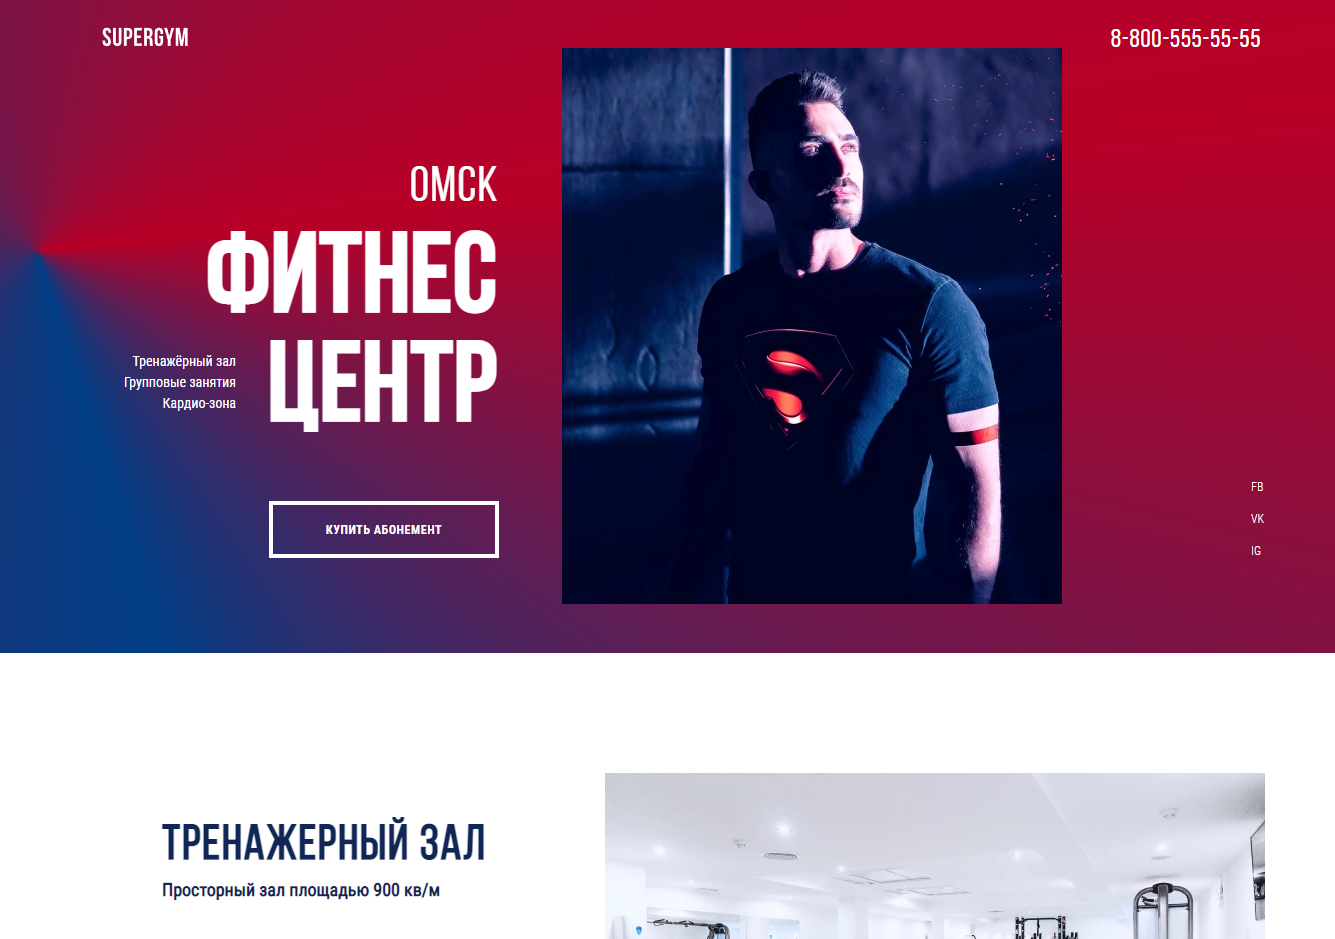 SUPERGYM
8-800-555-55-55
ОМСК
ФИТНЕС
ЦЕНТР
Тренажёрный зал
Групповые занятия
Кардио-зона
КУПИТЬ АБОНЕМЕНТ
FB
VK
IG
ТРЕНАЖЕРНЫЙ ЗАЛ
Просторный зал площадью 900 кв/м